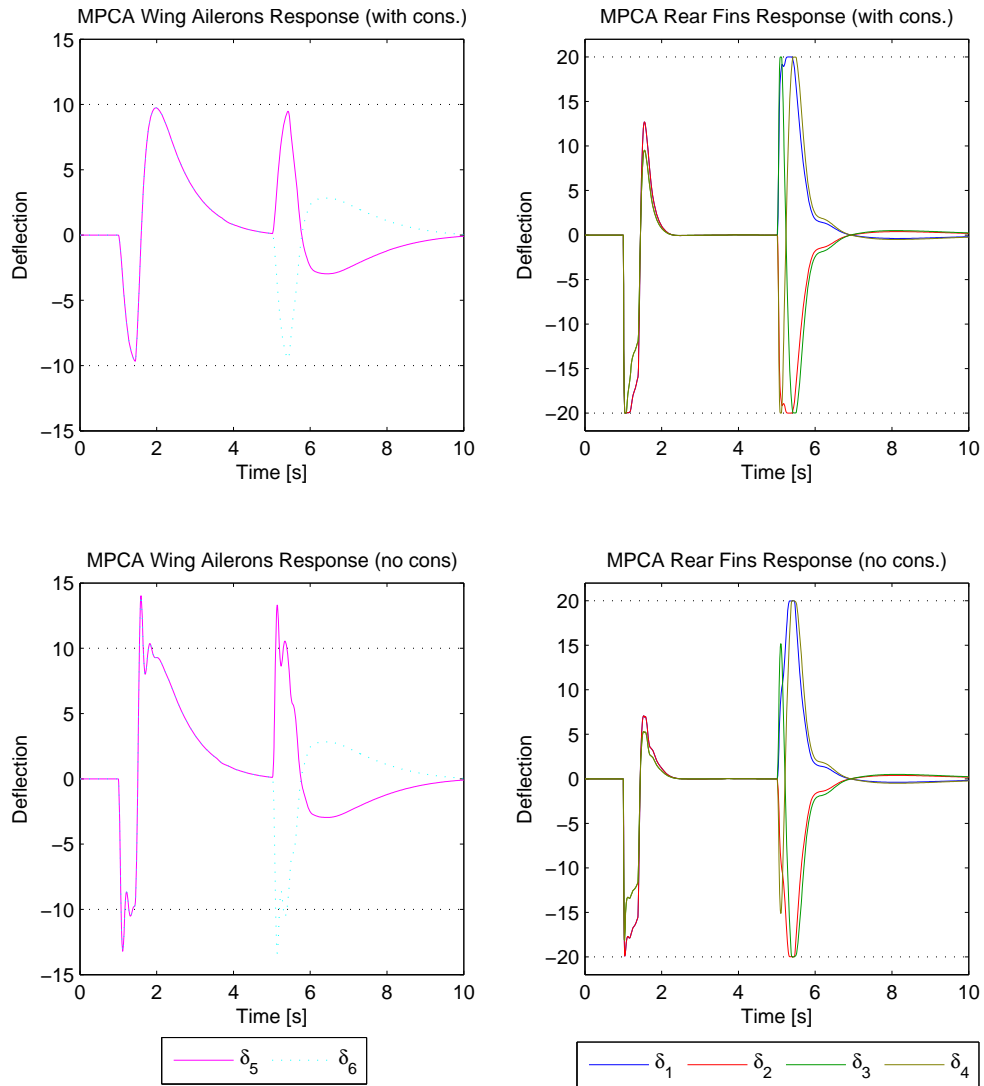 MPCA Wing Ailerons Response (with cons.)
15
10
5
0
−5
−10
−15
Deflection
0 2 4 6 8 10
Time [s]
MPCA Rear Fins Response (with cons.)
20
15
10
5
0
−5
−10
−15
−20
Deflection
0 2 4 6 8 10
Time [s]
MPCA Wing Ailerons Response (no cons)
15
10
5
0
−5
−10
−15
Deflection
0 2 4 6 8 10
Time [s]
δ5 δ6
MPCA Rear Fins Response (no cons.)
20
15
10
5
0
−5
−10
−15
−20
Deflection
0 2 4 6 8 10
Time [s]
δ1 δ2 δ3 δ4